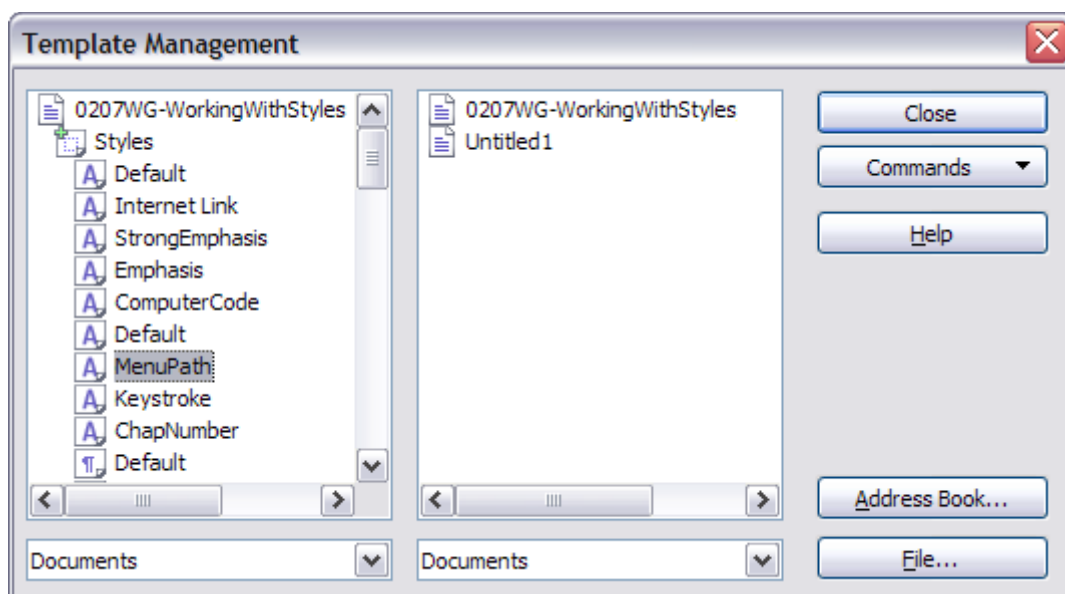 Template Management
0207WG-WorkingWithStyles
Styles
Default
Internet Link
StrongEmphasis
Emphasis
ComputerCode
Default
MenuPath
Keystroke
ChapNumber
Default
Documents
0207WG-WorkingWithStyles
Untitled1
Documents
Close
Commands
Help
Address Book...
File...